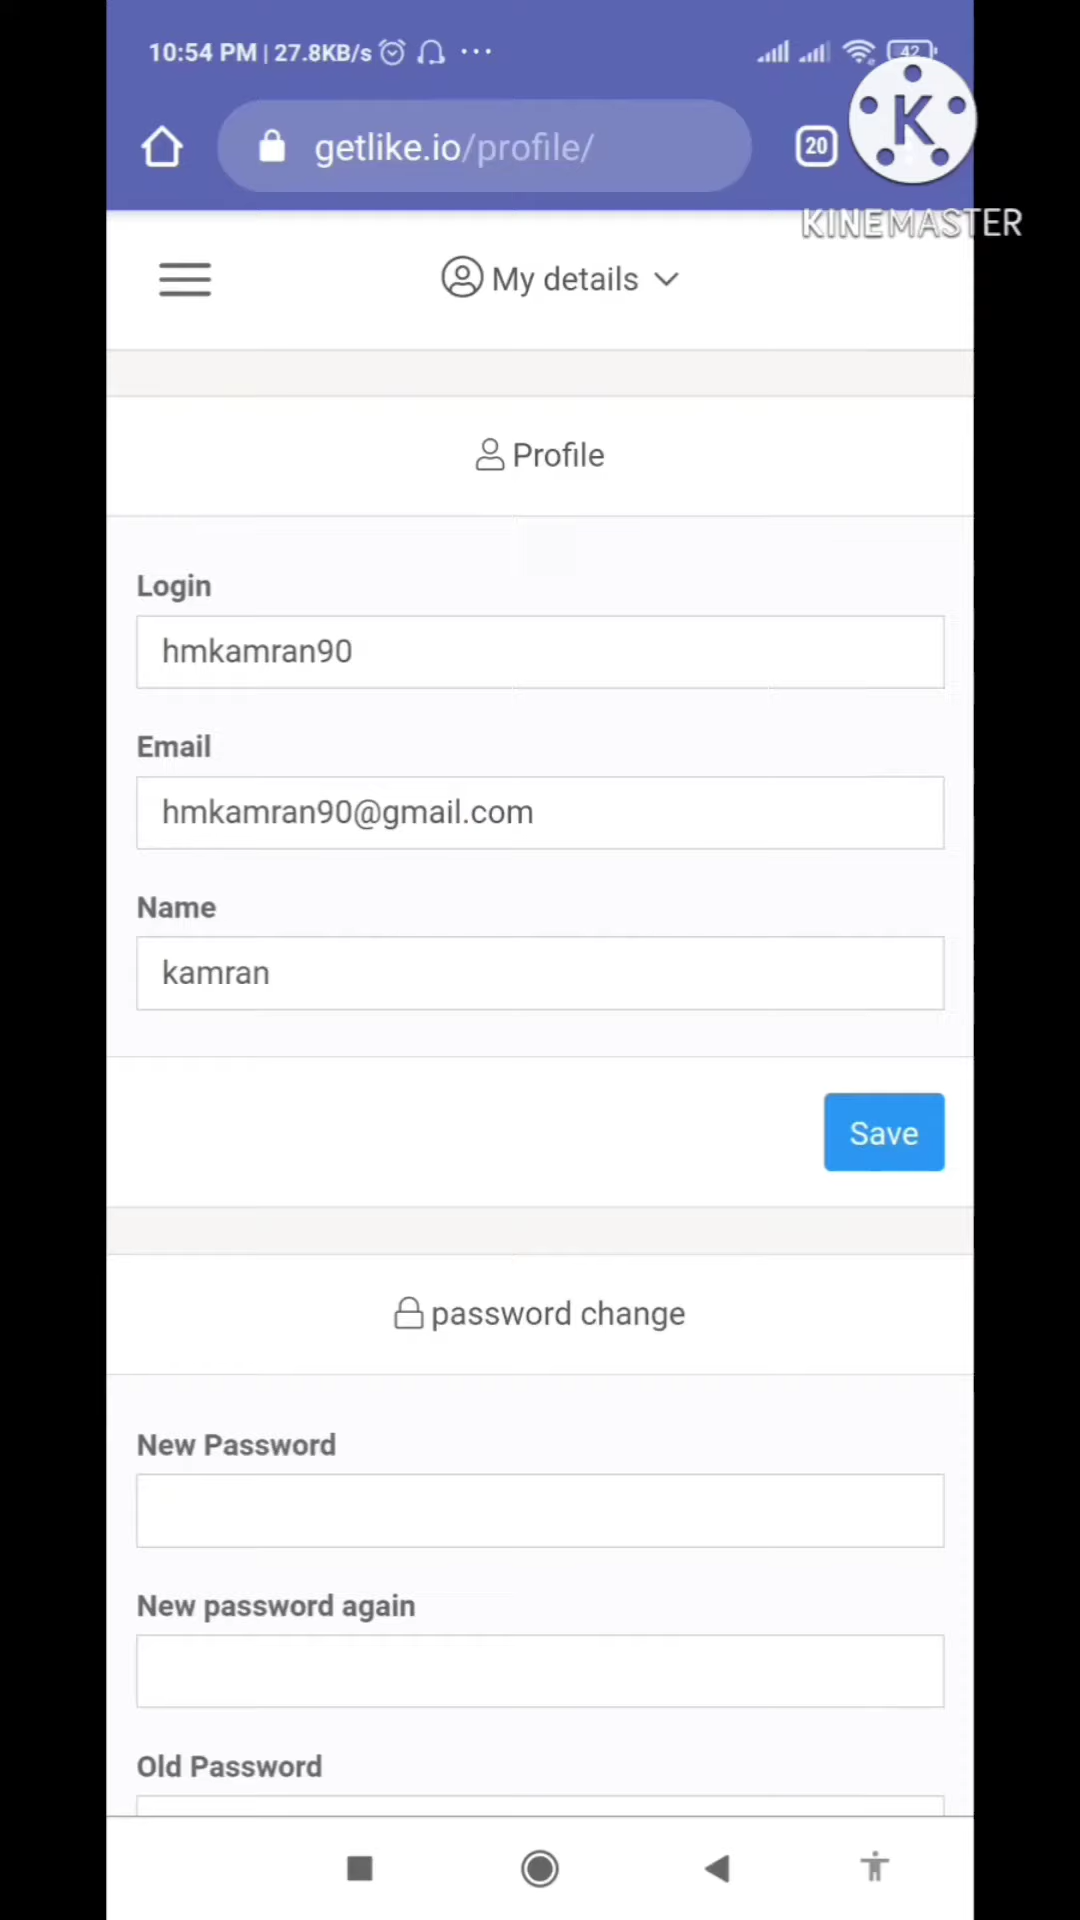 10:54 PM | 27.8KB/s ...
42
getlike.io/profile/
20
K
KINEMASTER
My details
Profile
Login
hmkamran90
Email
hmkamran90@gmail.com
Name
kamran
Save
password change
New Password
New password again
Old Password